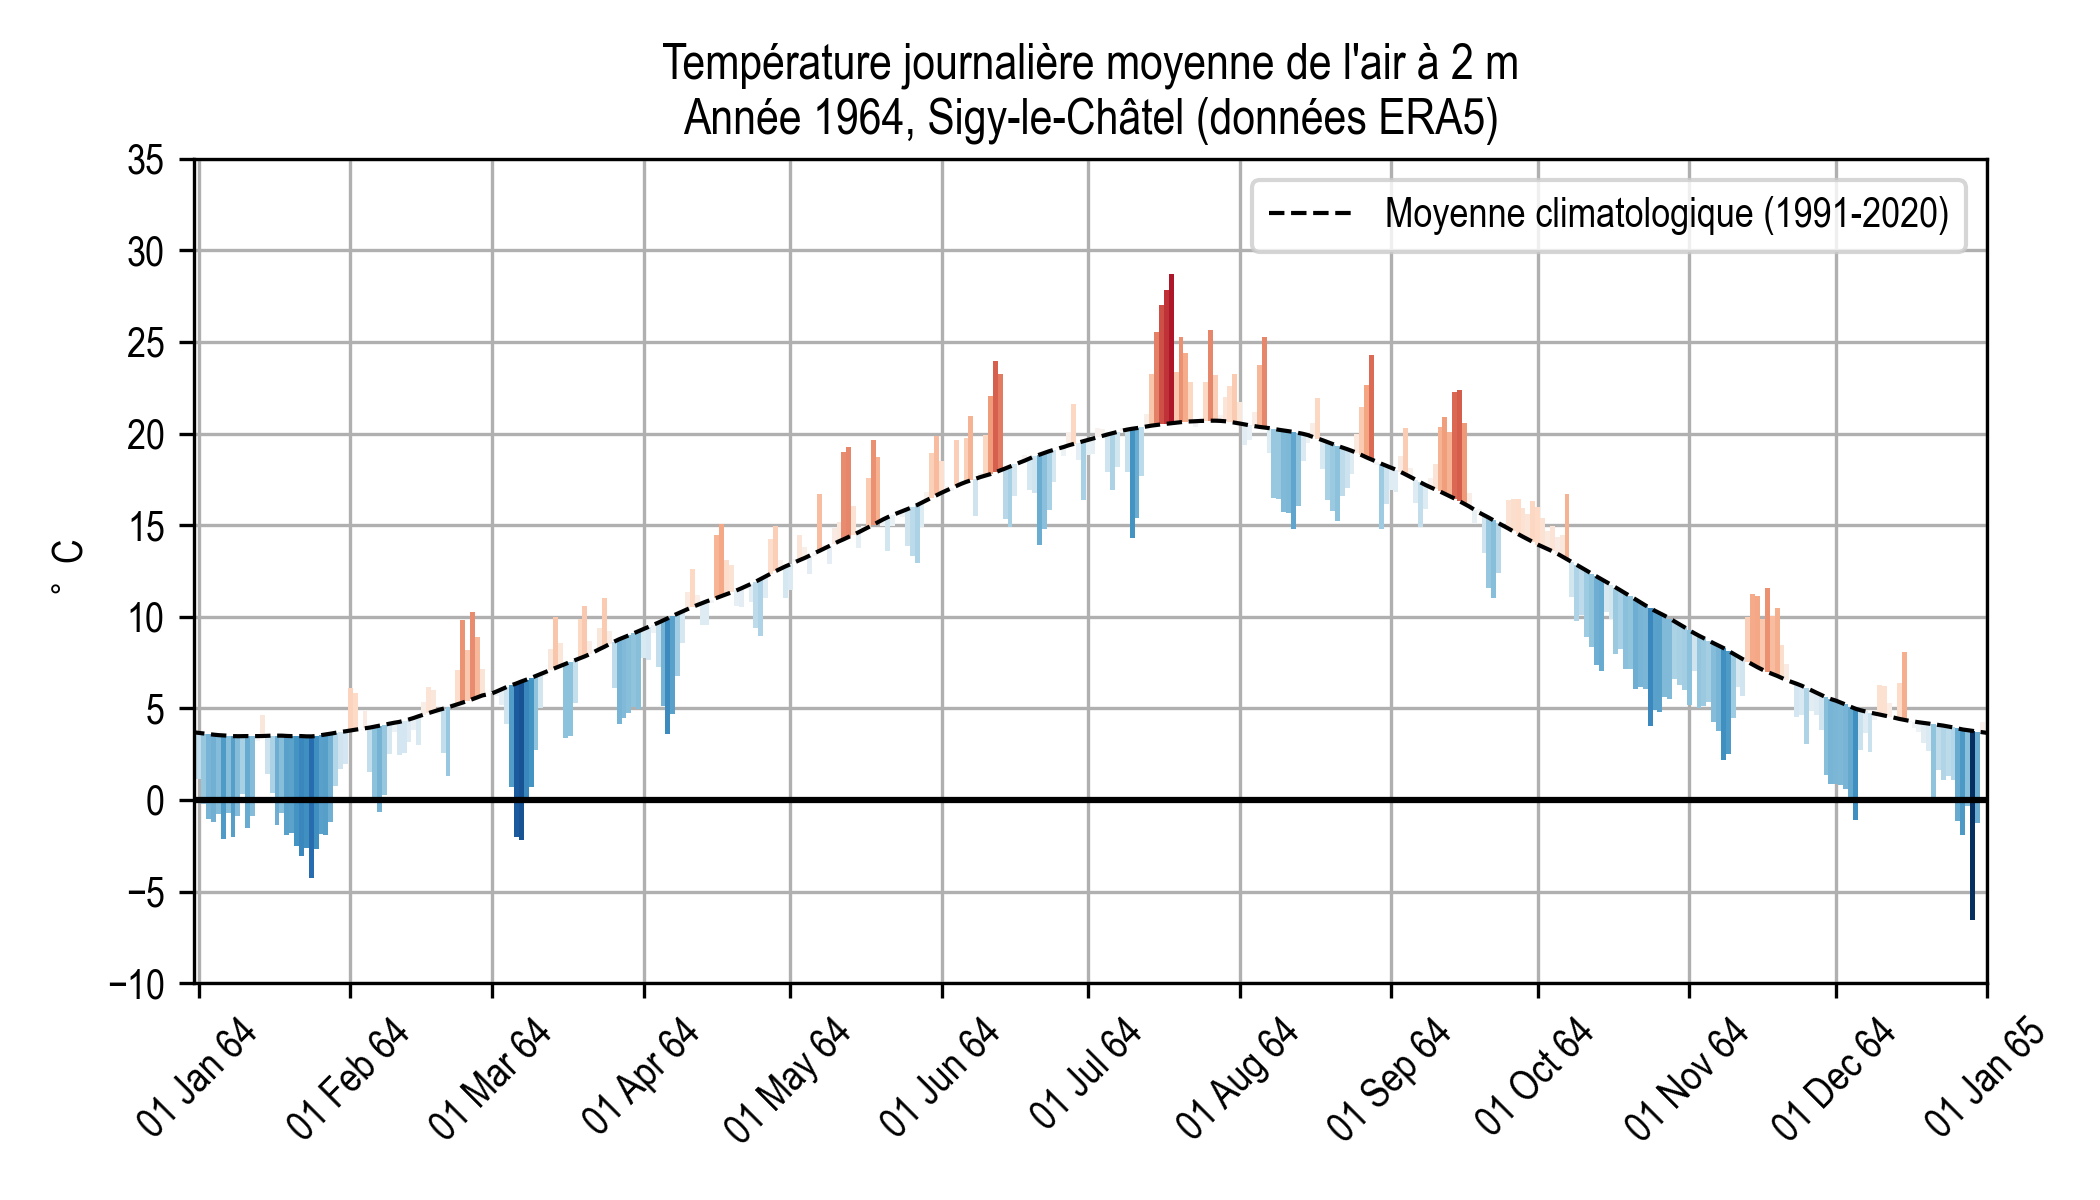 Température journalière moyenne de l'air à 2 m
Année 1964, Sigy-le-Châtel (données ERA5)
Moyenne climatologique (1991-2020)
° C
35
30
25
20
15
10
5
0
−5
−10
01 Jan 64
01 Feb 64
01 Mar 64
01 Apr 64
01 May 64
01 Jun 64
01 Jul 64
01 Aug 64
01 Sep 64
01 Oct 64
01 Nov 64
01 Dec 64
01 Jan 65